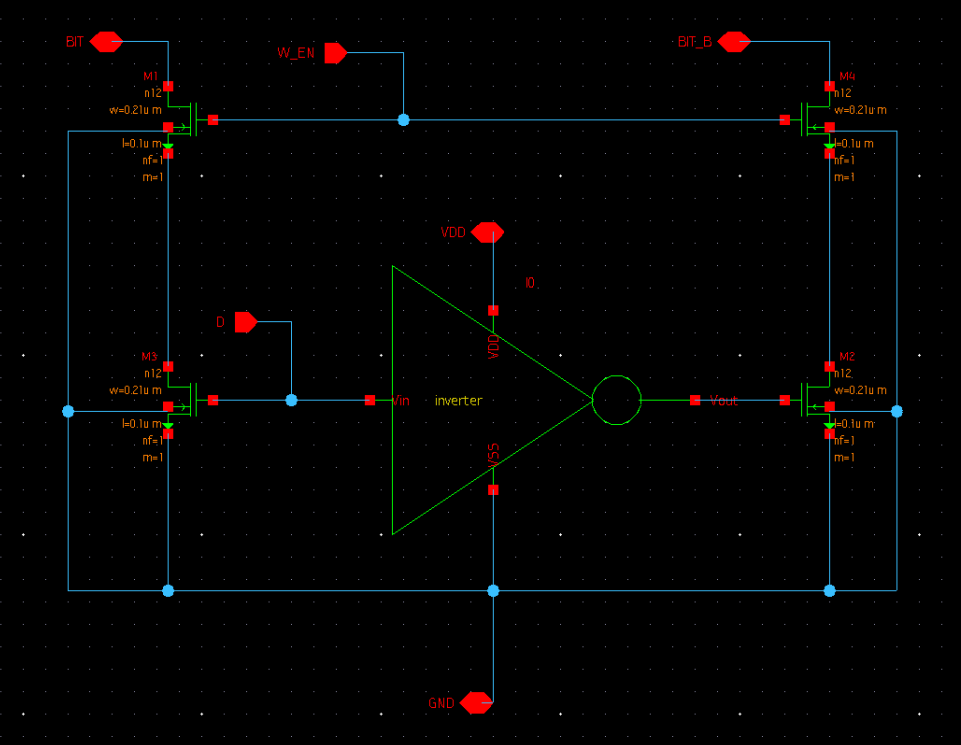 BIT
W_EN
BIT_B
M1
n12
w=0.21u m
l=0.1u m
nf=1
m=1
M4
n12
w=0.21u m
l=0.1u m
nf=1
m=1
VDD
I0
VDD
D
M3
n12
w=0.21u m
l=0.1u m
nf=1
m=1
Vin
inverter
Vout
M2
n12
w=0.21u m
l=0.1u m
nf=1
m=1
VSS
GND